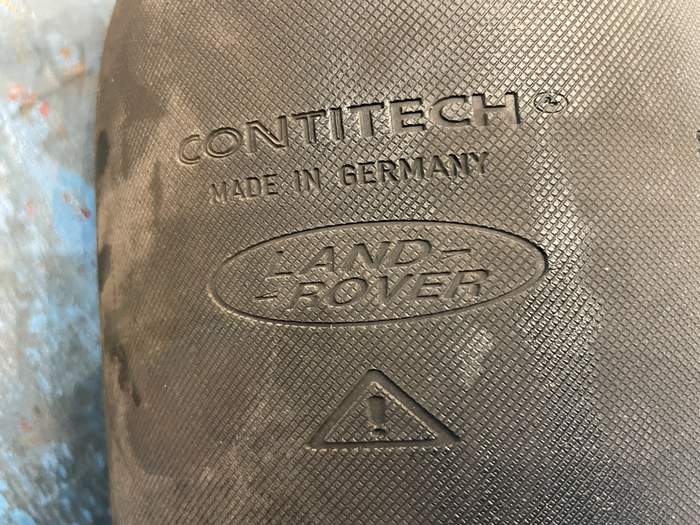 CONTITECH®
MADE IN GERMANY
LAND-
-ROVER
!